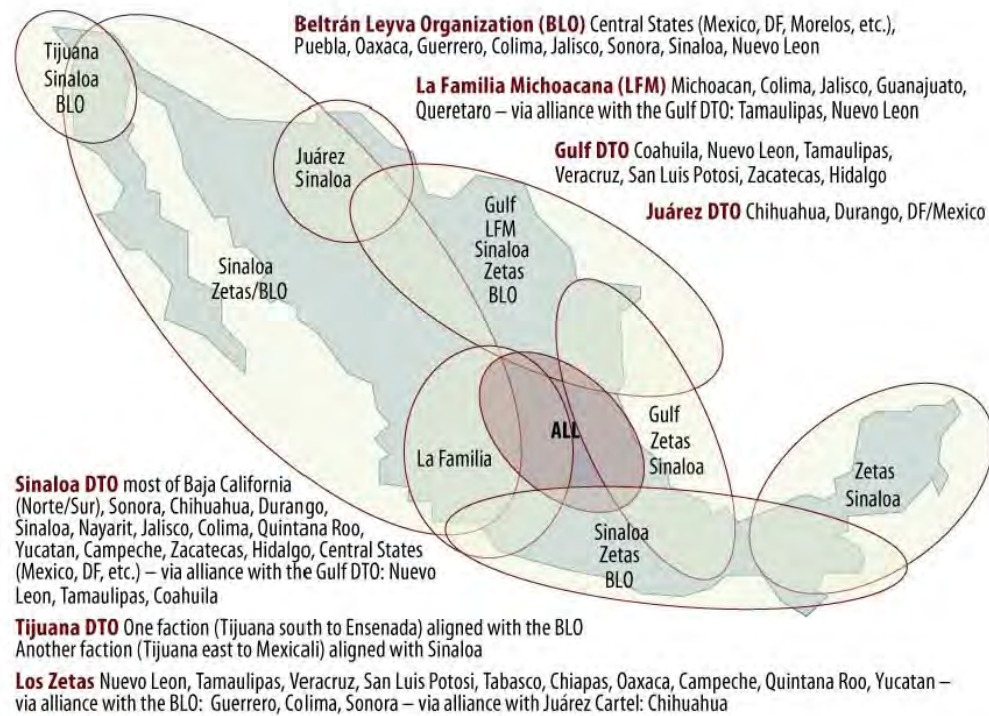 Beltrán Leyva Organization (BLO) Central States (Mexico, DF, Morelos, etc.),
Puebla, Oaxaca, Guerrero, Colima, Jalisco, Sonora, Sinaloa, Nuevo Leon
La Familia Michoacana (LFM) Michoacan, Colima, Jalisco, Guanajuato,
Queretaro – via alliance with the Gulf DTO: Tamaulipas, Nuevo Leon
Gulf DTO Coahuila, Nuevo Leon, Tamaulipas,
Veracruz, San Luis Potosi, Zacatecas, Hidalgo
Juárez DTO Chihuahua, Durango, DF/Mexico
Tijuana
Sinaloa
BLO
Juárez
Sinaloa
Gulf
LFM
Sinaloa
Zetas
BLO
Sinaloa
Zetas/BLO
ALL
La Familia
Gulf
Zetas
Sinaloa
Zetas
Sinaloa
Sinaloa
Zetas
BLO
Sinaloa DTO most of Baja California
(Norte/Sur), Sonora, Chihuahua, Durango,
Sinaloa, Nayarit, Jalisco, Colima, Quintana Roo,
Yucatan, Campeche, Zacatecas, Hidalgo, Central States
(Mexico, DF, etc.) – via alliance with the Gulf DTO: Nuevo
Leon, Tamaulipas, Coahuila
Tijuana DTO One faction (Tijuana south to Ensenada) aligned with the BLO
Another faction (Tijuana east to Mexicali) aligned with Sinaloa
Los Zetas Nuevo Leon, Tamaulipas, Veracruz, San Luis Potosi, Tabasco, Chiapas, Oaxaca, Campeche, Quintana Roo, Yucatan –
via alliance with the BLO: Guerrero, Colima, Sonora – via alliance with Juárez Cartel: Chihuahua